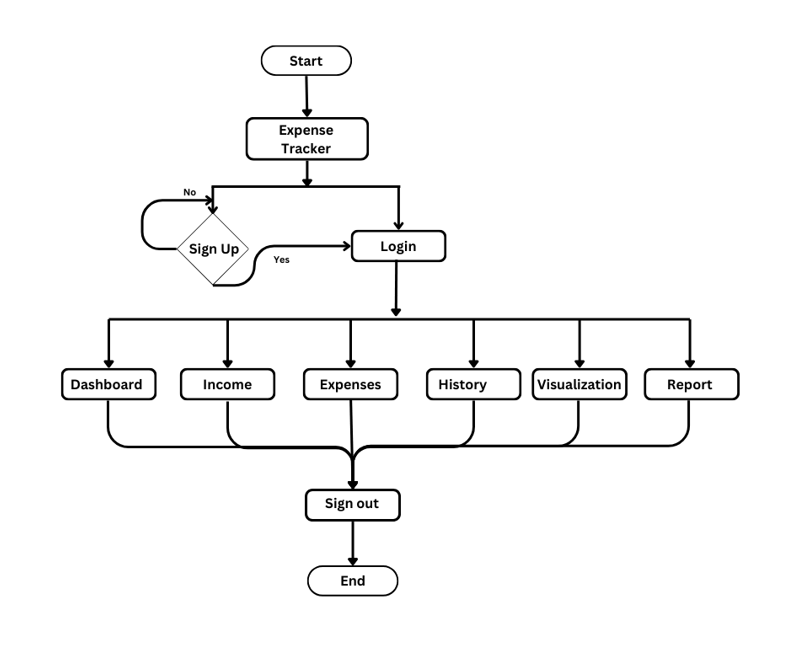 Start
Expense
Tracker
No
Sign Up
Login
Yes
Dashboard
Income
Expenses
History
Visualization
Report
Sign out
End